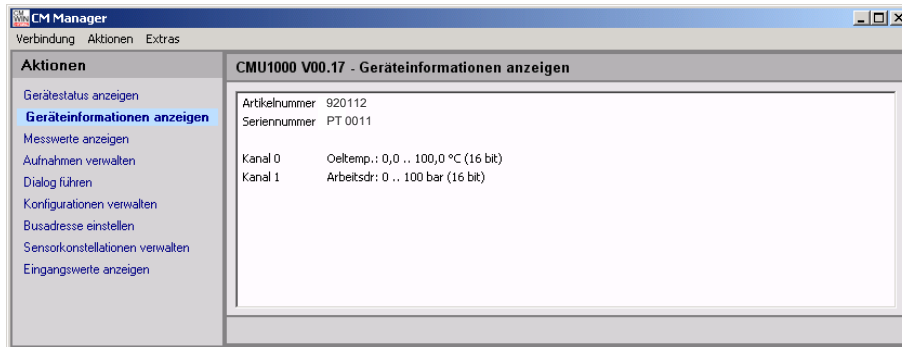 CM Manager
Verbindung Aktionen Extras
Aktionen
Gerätestatus anzeigen
Geräteinformationen anzeigen
Messwerte anzeigen
Aufnahmen verwalten
Dialog führen
Konfigurationen verwalten
Busadresse einstellen
Sensorkonstellationen verwalten
Eingangswerte anzeigen
CMU1000 V00.17 - Geräteinformationen anzeigen
Artikelnummer 920112
Seriennummer PT 0011
Kanal 0 Oeltemp.: 0,0 .. 100,0 °C (16 bit)
Kanal 1 Arbeitsdr: 0 .. 100 bar (16 bit)